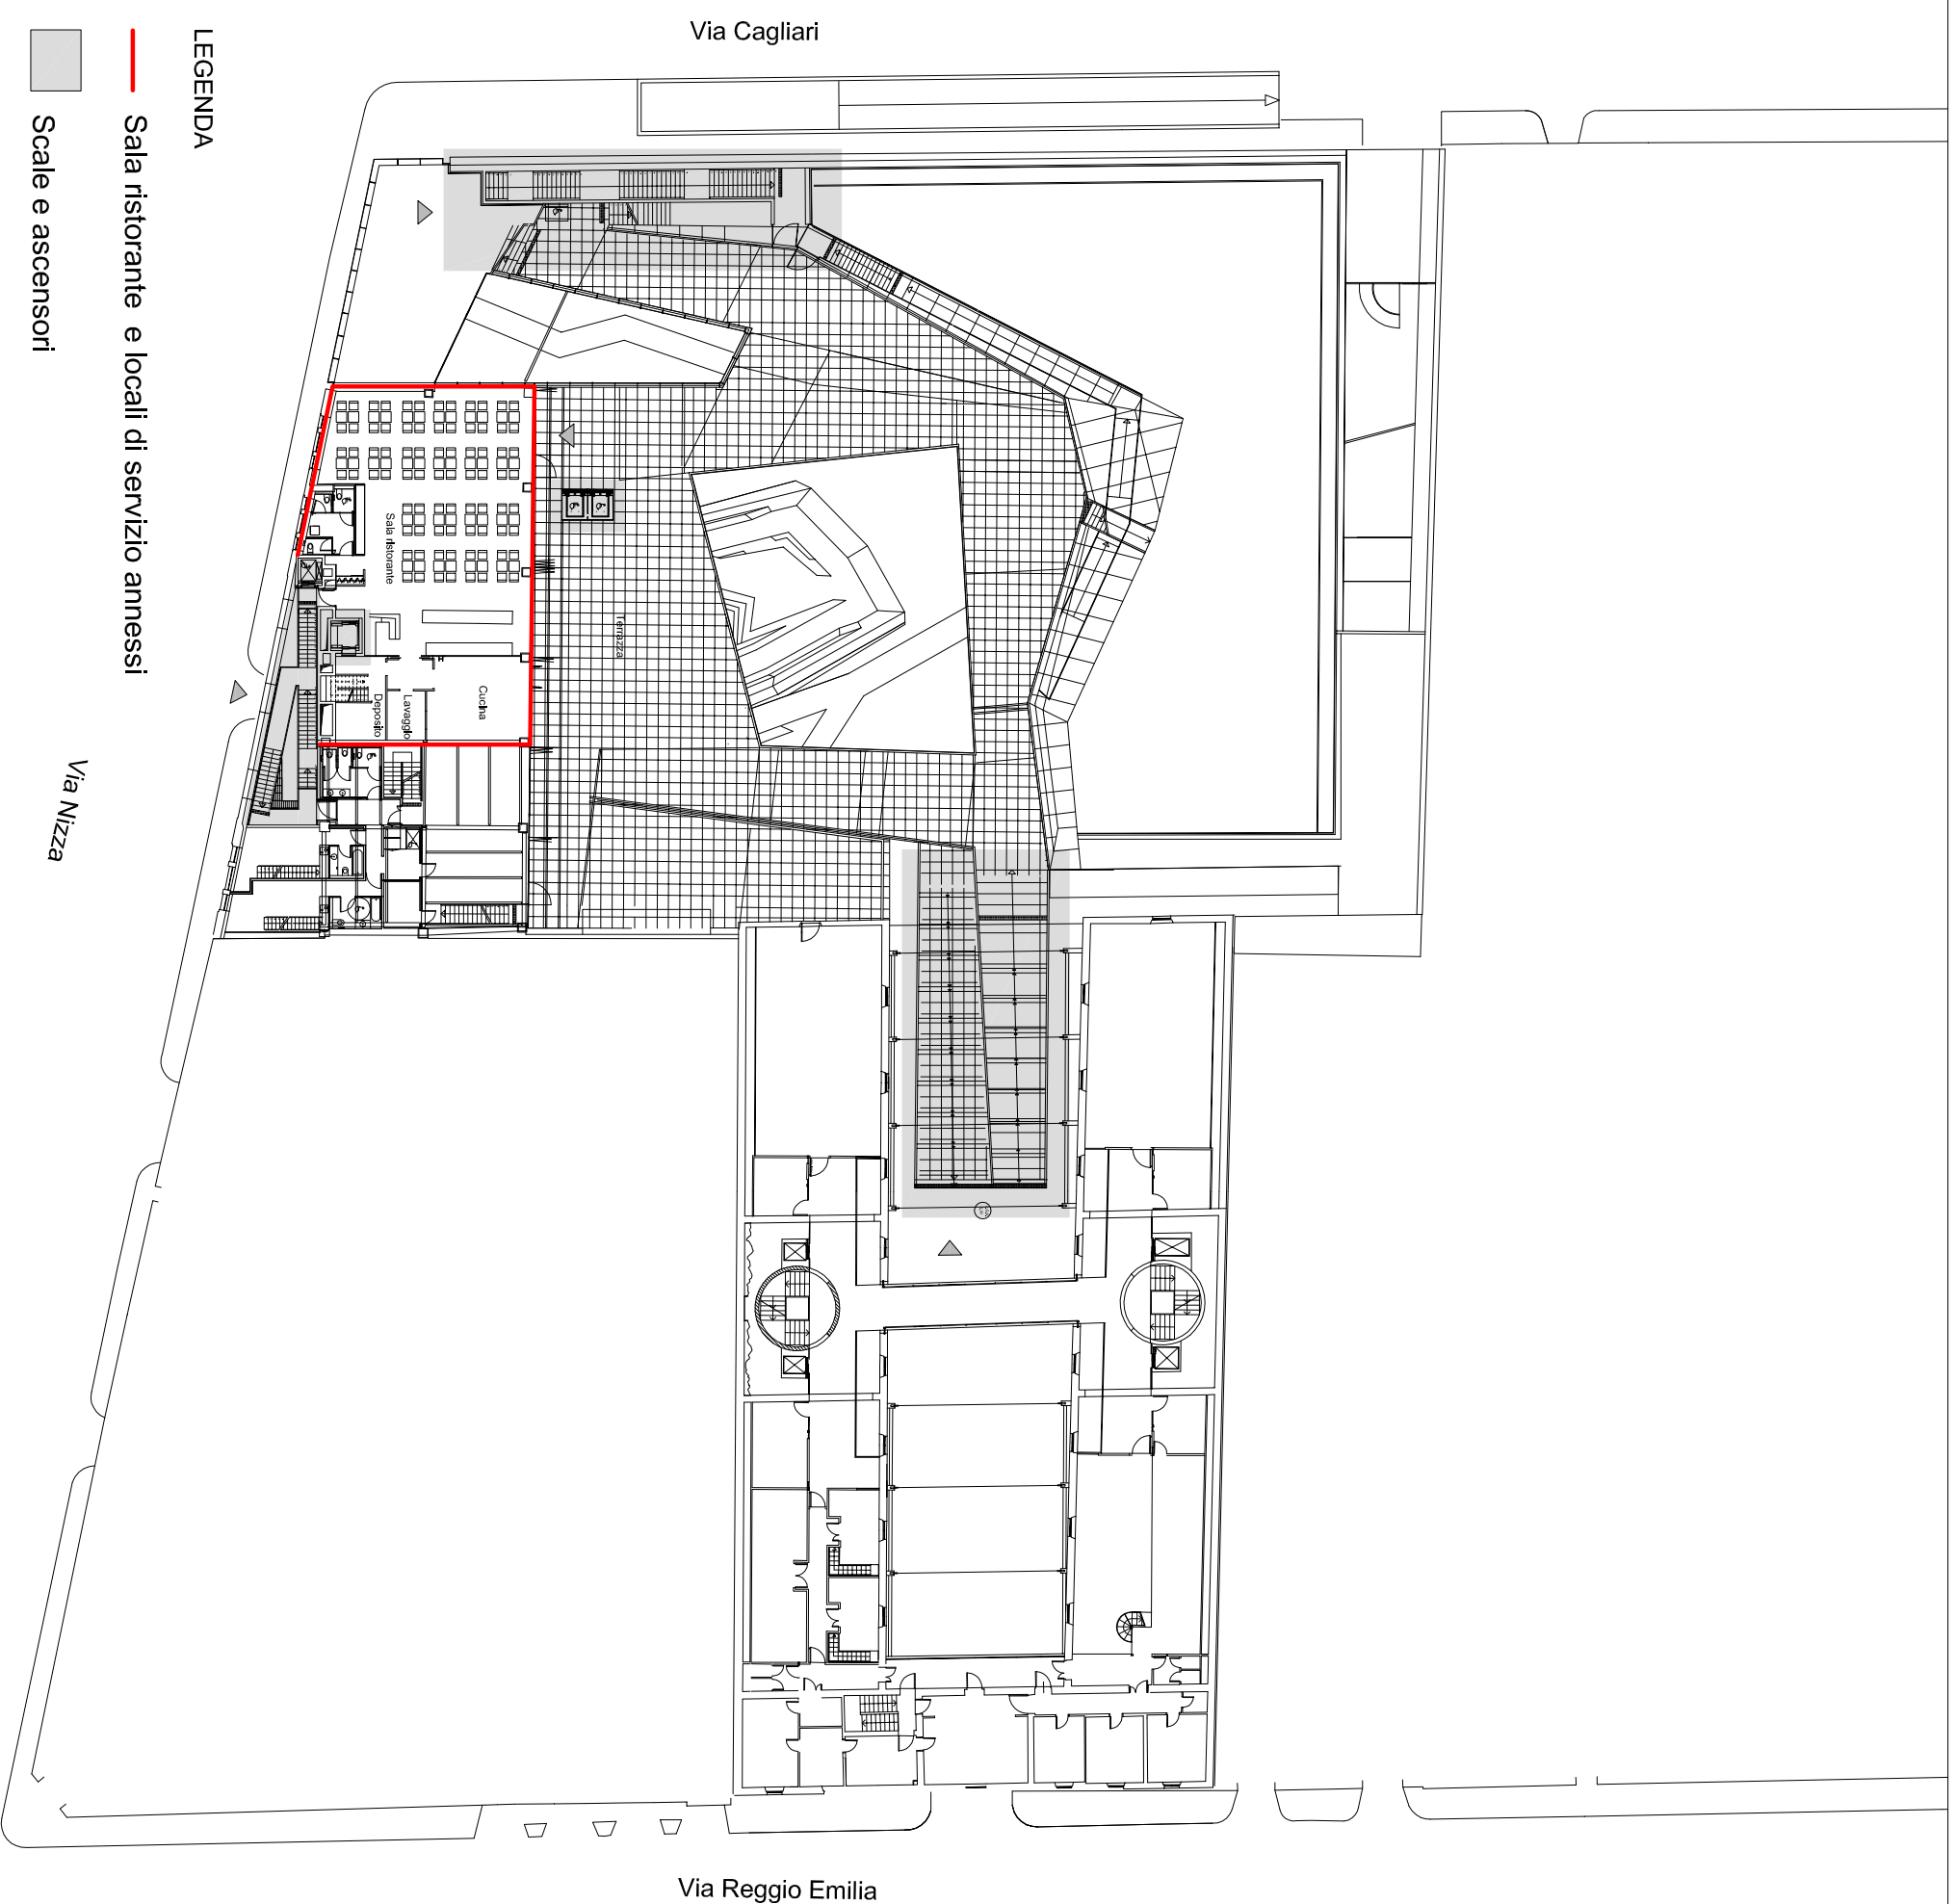 Via Cagliari
LEGENDA
Sala ristorante e locali di servizio annessi
Scale e ascensori
Sala ristorante
Terrazza
Cucina
Lavaggio
Deposito
Via Nizza
Via Reggio Emilia